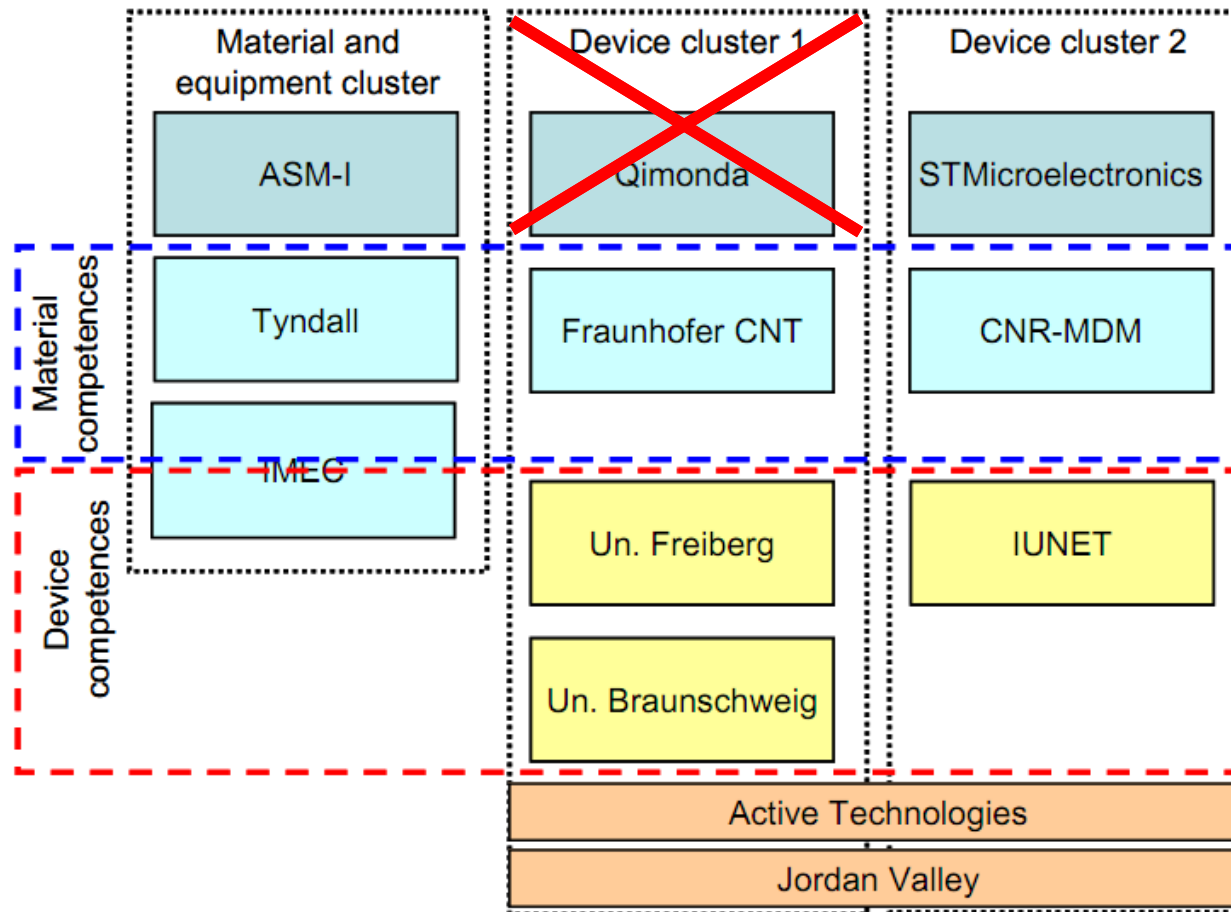 Material and
equipment cluster
Device cluster 1
Device cluster 2
ASM-I
Qimonda
STMicroelectronics
Material
competences
Tyndall
Fraunhofer CNT
CNR-MDM
IMEC
Device
competences
Un. Freiberg
IUNET
Un. Braunschweig
Active Technologies
Jordan Valley